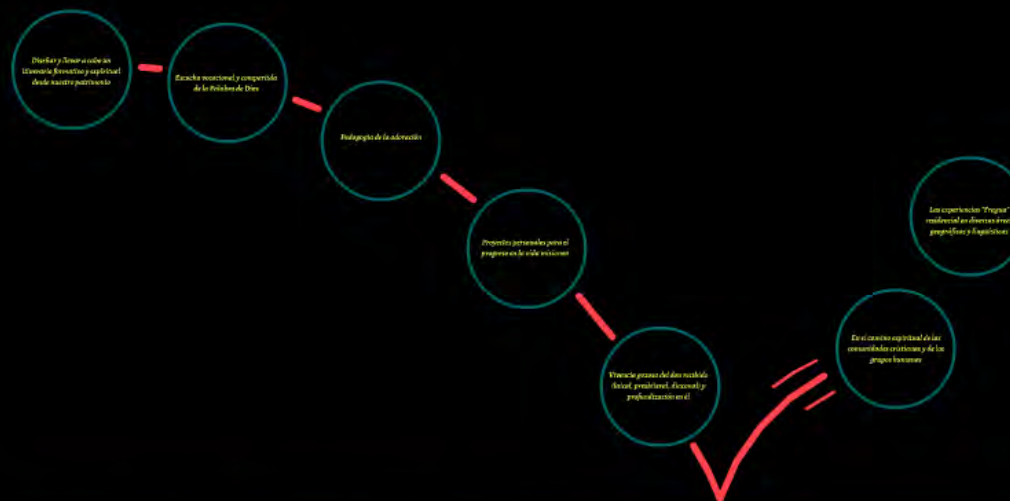 Diseñar y llevar a cabo un
itinerario formativo y espiritual
desde nuestro patrimonio
Escucha vocacional y compartida
de la Palabra de Dios
Pedagogía de la adoración
Proyectos personales para el
progreso en la vida misionera
Vivencia gozosa del don recibido
(laical, presbiteral, diaconal) y
profundización en él
En el camino espiritual de las
comunidades cristianas y de los
grupos humanos
Las experiencias "Fragua"
residencial en diversas
geográficas y lingüísticas